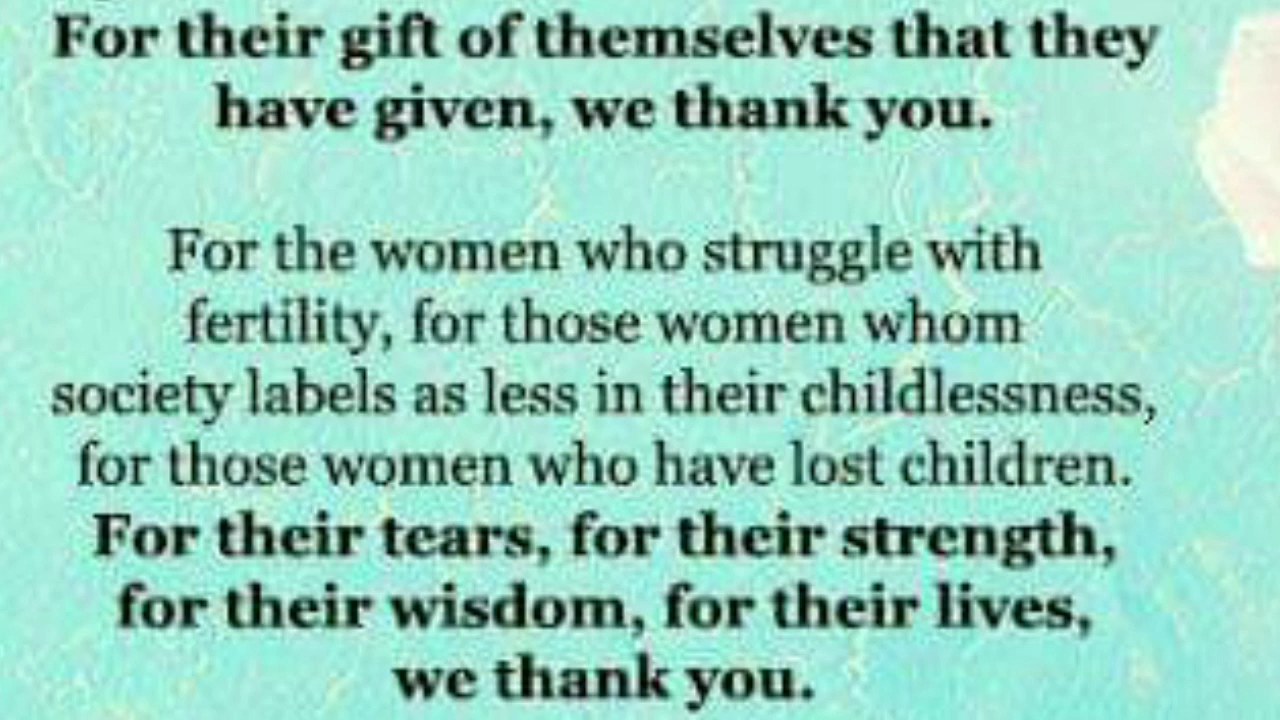 For their gift of themselves that they
have given, we thank you.
For the women who struggle with
fertility, for those women whom
society labels as less in their childlessness,
for those women who have lost children.
For their tears, for their strength,
for their wisdom, for their lives,
we thank you.